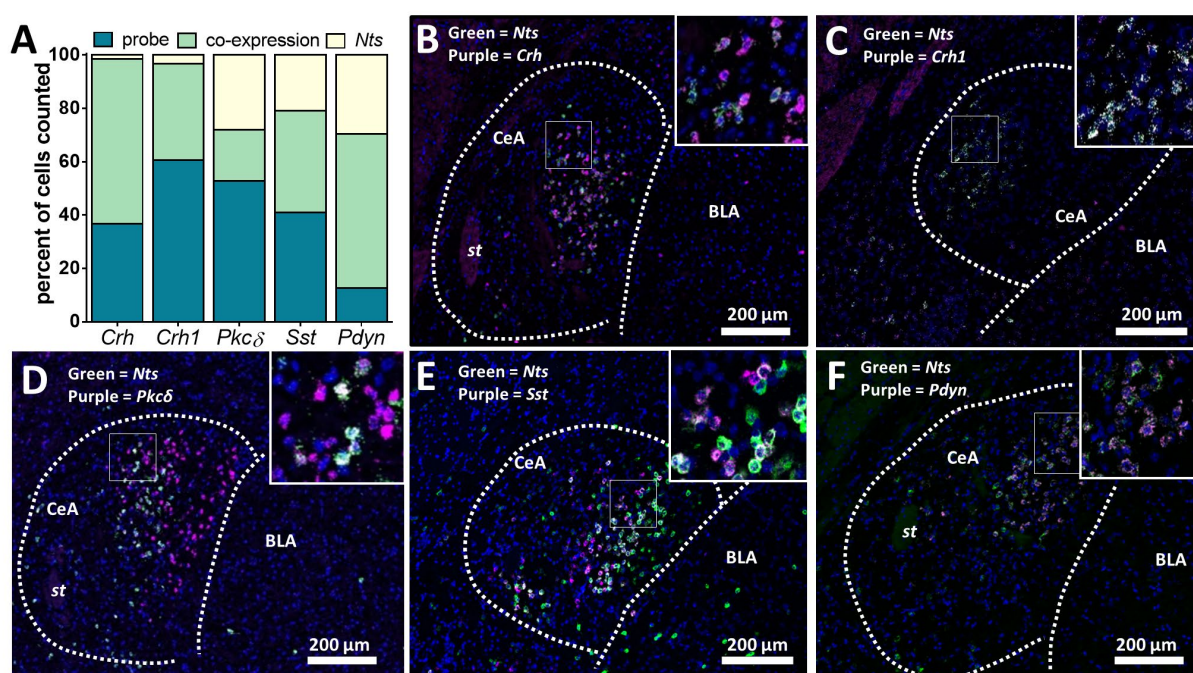 A
probe co-expression Nts
percent of cells counted
100
80
60
40
20
0
Crh Crh1 Pkcδ Sst Pdyn
B
Green = Nts
Purple = Crh
CeA
BLA
st
200 μm
C
Green = Nts
Purple = Crh1
CeA
BLA
200 μm
D
Green = Nts
Purple = Pkcδ
CeA
BLA
st
200 μm
E
Green = Nts
Purple = Sst
CeA
BLA
200 μm
F
Green = Nts
Purple = Pdyn
CeA
st
BLA
200 μm